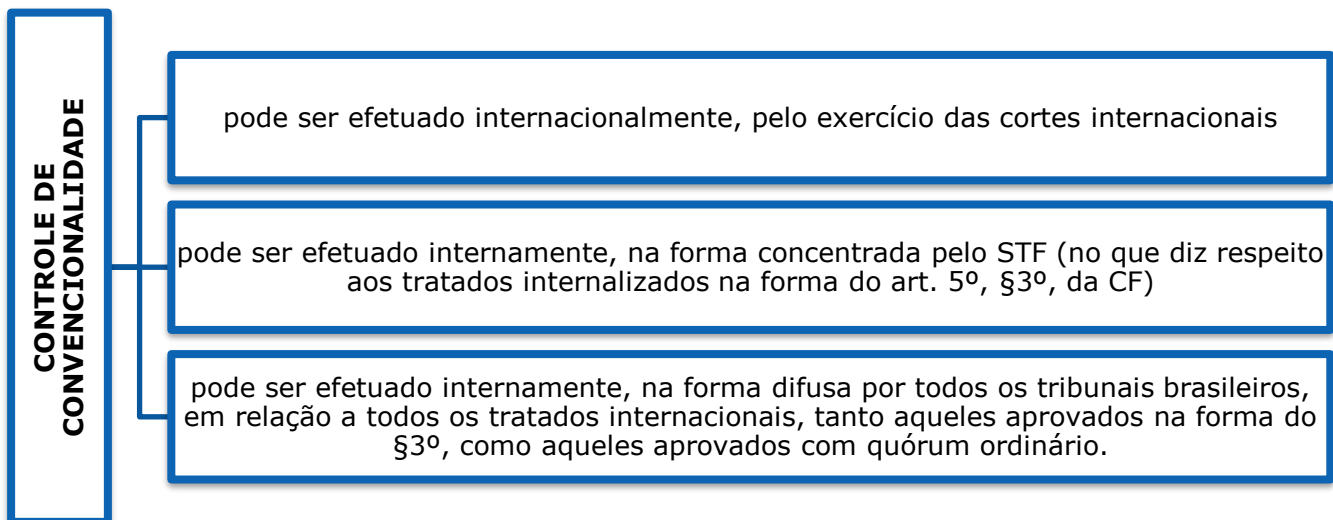 CONTROLE DE
CONVENCIONALIDADE
pode ser efetuado internacionalmente, pelo exercício das cortes internacionais
pode ser efetuado internamente, na forma concentrada pelo STF (no que diz respeito
aos tratados internalizados na forma do art. 5º, §3º, da CF)
pode ser efetuado internamente, na forma difusa por todos os tribunais brasileiros,
em relação a todos os tratados internacionais, tanto aqueles aprovados na forma do
§3º, como aqueles aprovados com quórum ordinário.